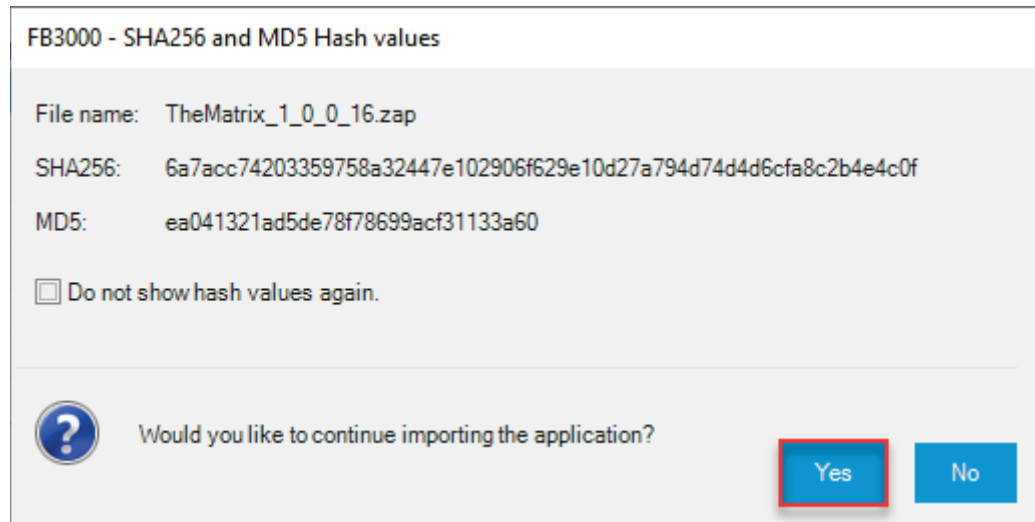 FB3000 - SHA256 and MD5 Hash values
File name: TheMatrix_1_0_0_16.zap
SHA256: 6a7acc74203359758a32447e102906f629e10d27a794d74d4d6cfa8c2b4e4c0f
MD5: ea041321ad5de78f78699acf31133a60
Do not show hash values again.
Would you like to continue importing the application?
Yes No